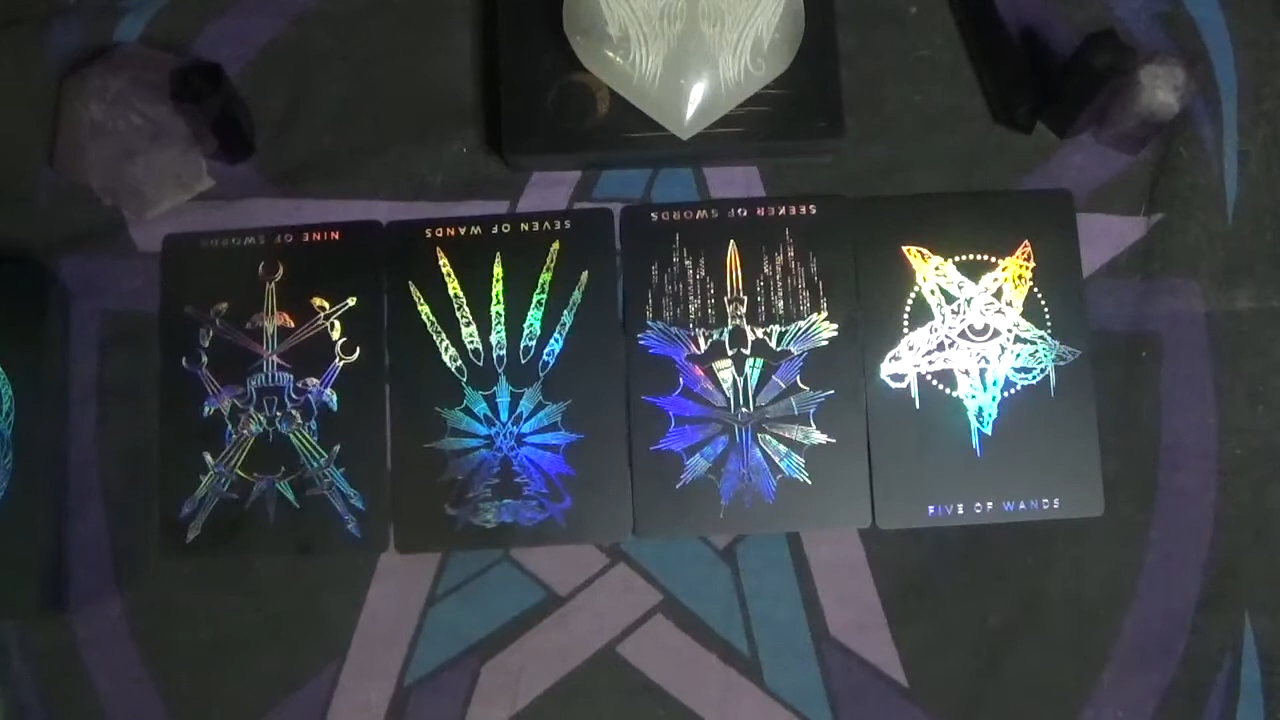 NINE OF SWORDS
SEVEN OF WANDS
SEEKER OF SWORDS
FIVE OF WANDS